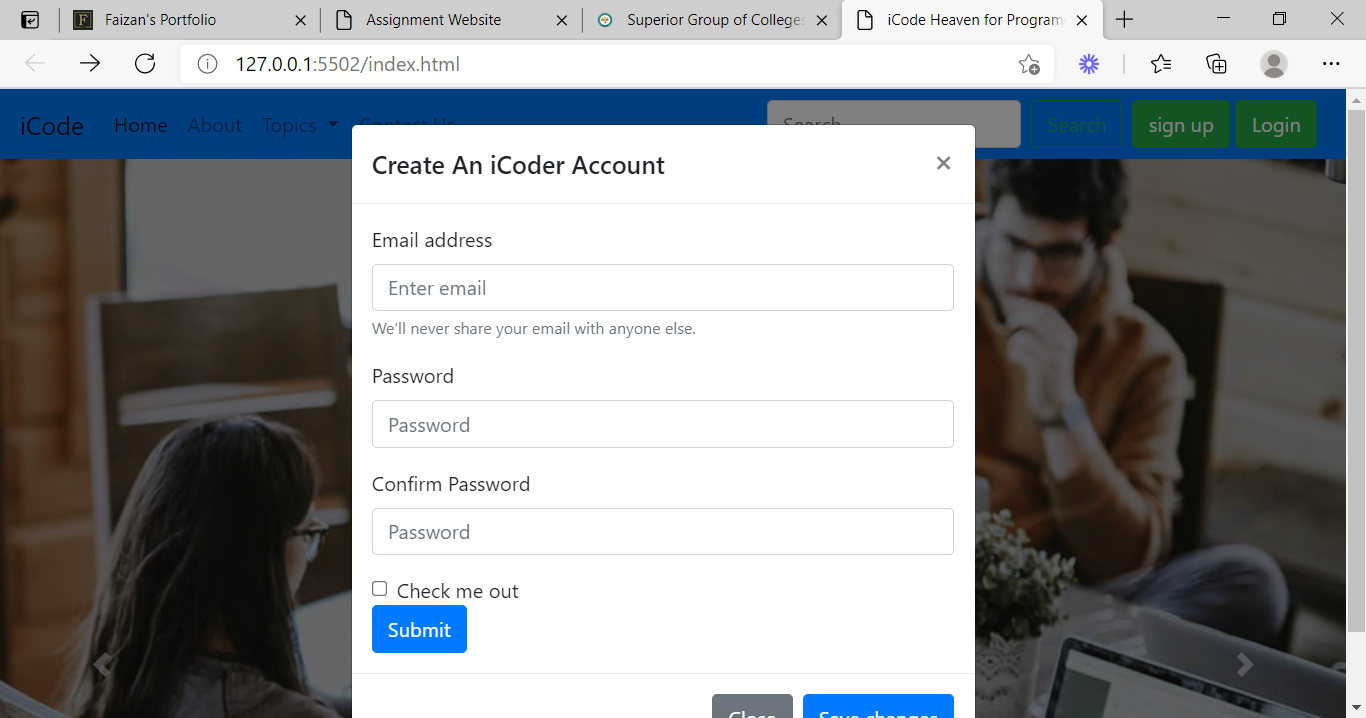 Faizan's Portfolio
Assignment Website
Superior Group of Colleges
iCode Heaven for Program
127.0.0.1:5502/index.html
iCode Home About Topics Contact Us Search Search sign up Login
Create An iCoder Account ×
Email address
Enter email
We'll never share your email with anyone else.
Password
Password
Confirm Password
Password
Check me out
Submit
Close Save changes